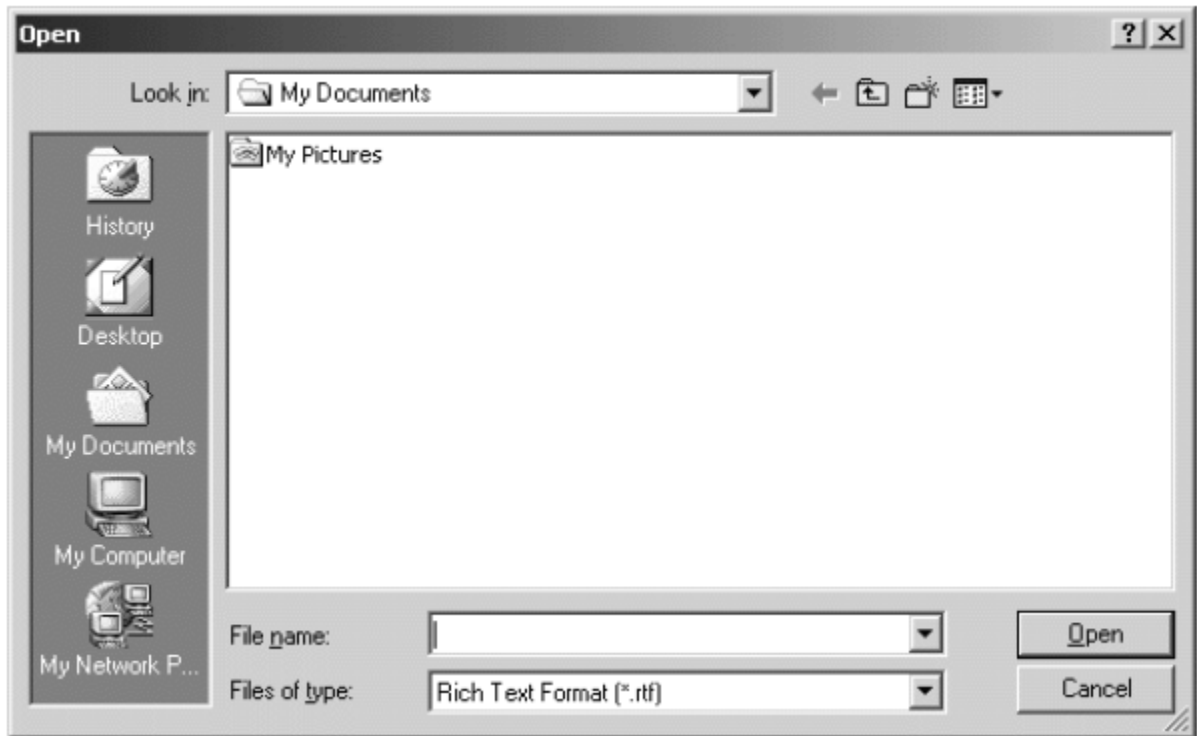 Open
Look in: My Documents
My Pictures
History
Desktop
My Documents
My Computer
My Network P...
File name:
Open
Files of type: Rich Text Format (*.rtf)
Cancel